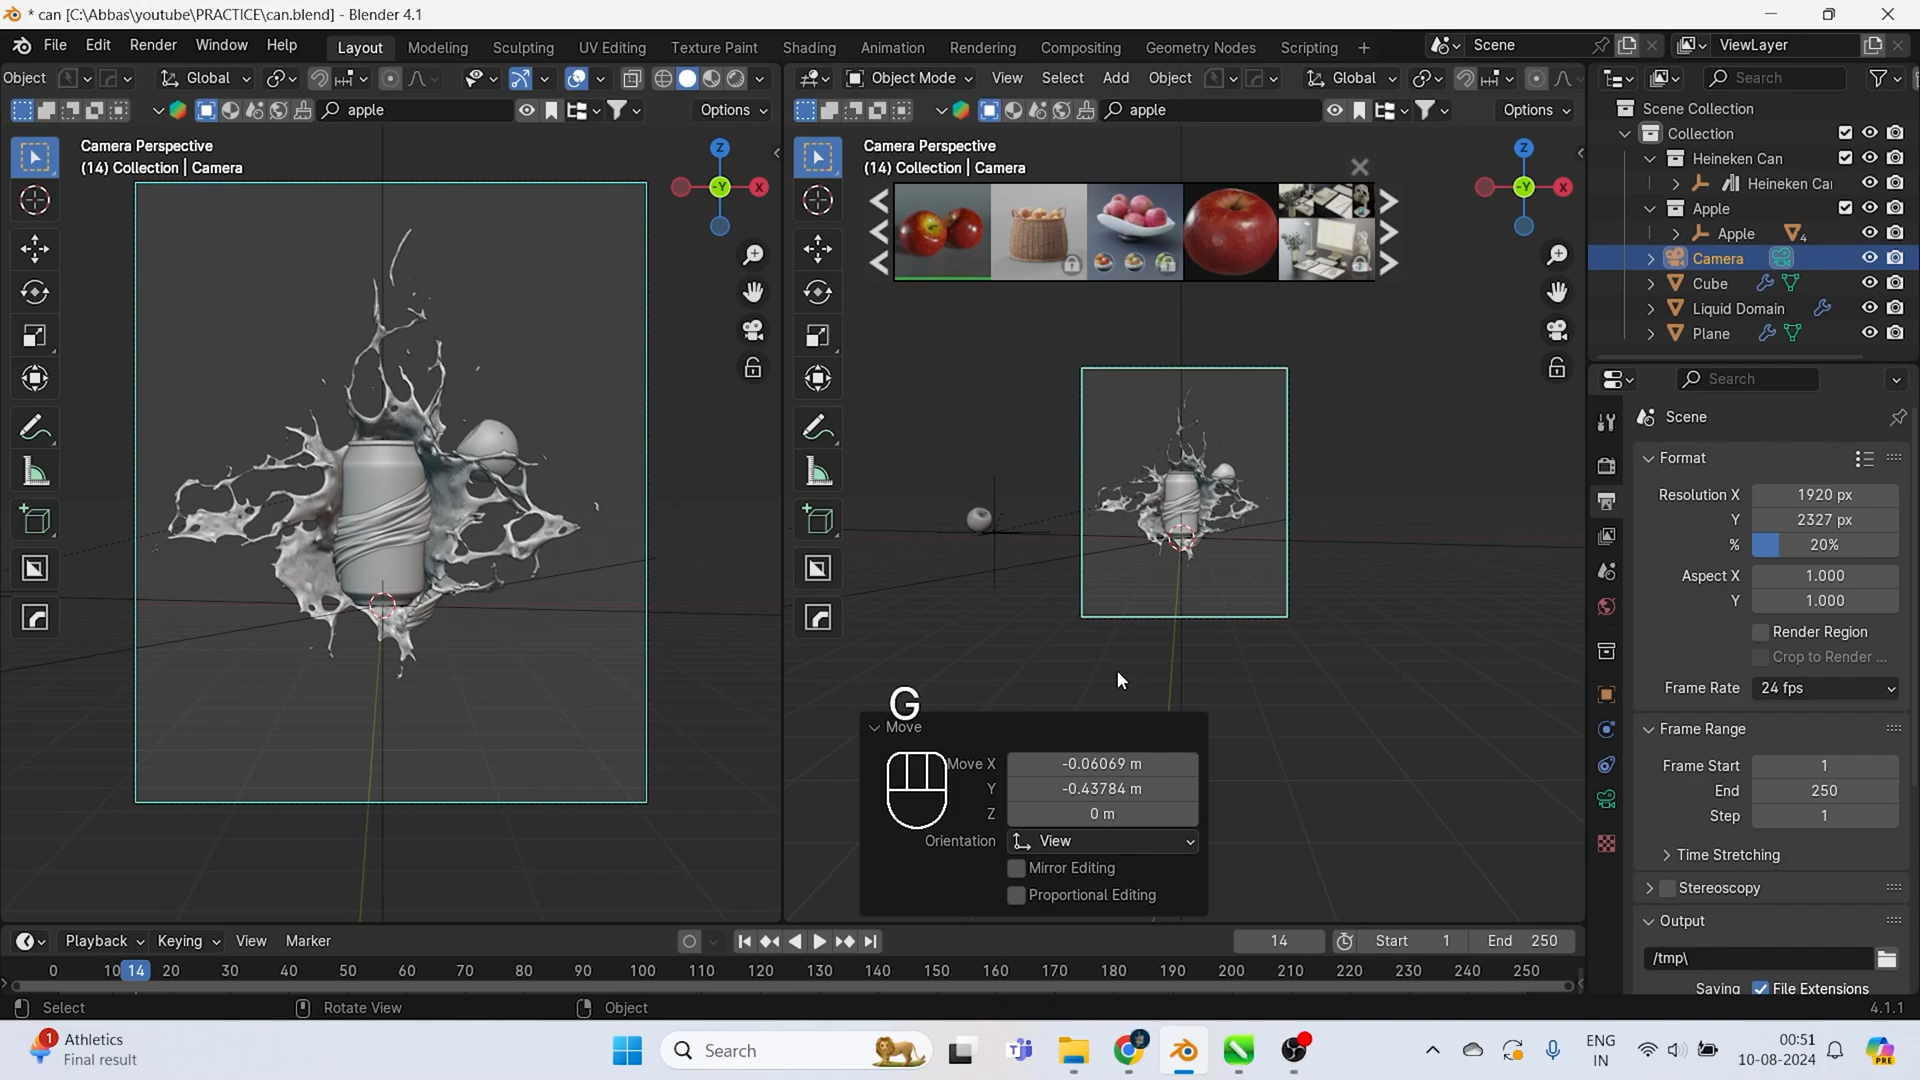 * can [C:\Abbas\youtube\PRACTICE\can.blend] - Blender 4.1
File Edit Render Window Help Layout Modeling Sculpting UV Editing Texture Paint Shading Animation Rendering Compositing Geometry Nodes Scripting + Scene ViewLayer
Object Global Object Mode View Select Add Object Global Search
apple Options apple Options
Camera Perspective
(14) Collection | Camera
Z
-Y
X
Camera Perspective
(14) Collection | Camera
Z
-Y
X
Scene Collection
Collection
Heineken Can
Heineken Ca
Apple
Apple 4
Camera
Cube
Liquid Domain
Plane
Search
Scene
Format
Resolution X 1920 px
Y 2327 px
% 20%
Aspect X 1.000
Y 1.000
Render Region
Crop to Render ...
Frame Rate 24 fps
Frame Range
Frame Start 1
End 250
Step 1
Time Stretching
Stereoscopy
Output
/tmp\
Saving File Extensions
G
Move
Move X -0.06069 m
Y -0.43784 m
Z 0 m
Orientation View
Mirror Editing
Proportional Editing
Playback Keying View Marker 14 Start 1 End 250
0 10 14 20 30 40 50 60 70 80 90 100 110 120 130 140 150 160 170 180 190 200 210 220 230 240 250
Select Rotate View Object 4.1.1
1 Athletics
Final result
Search
ENG
IN
00:51
10-08-2024
PRE